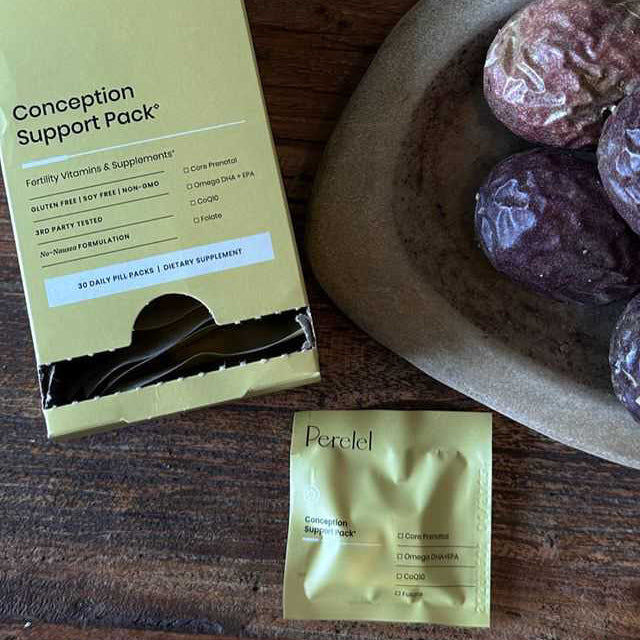 Conception
Support Pack°
Fertility Vitamins & Supplements*
GLUTEN FREE | SOY FREE | NON-GMO
3RD PARTY TESTED
No-Nausea FORMULATION
Core Prenatal
Omega DHA + EPA
CoQ10
Folate
30 DAILY PILL PACKS | DIETARY SUPPLEMENT
Perelel
Conception
Support Pack°
Core Prenatal
Omega DHA+EPA
CoQ10
Folate